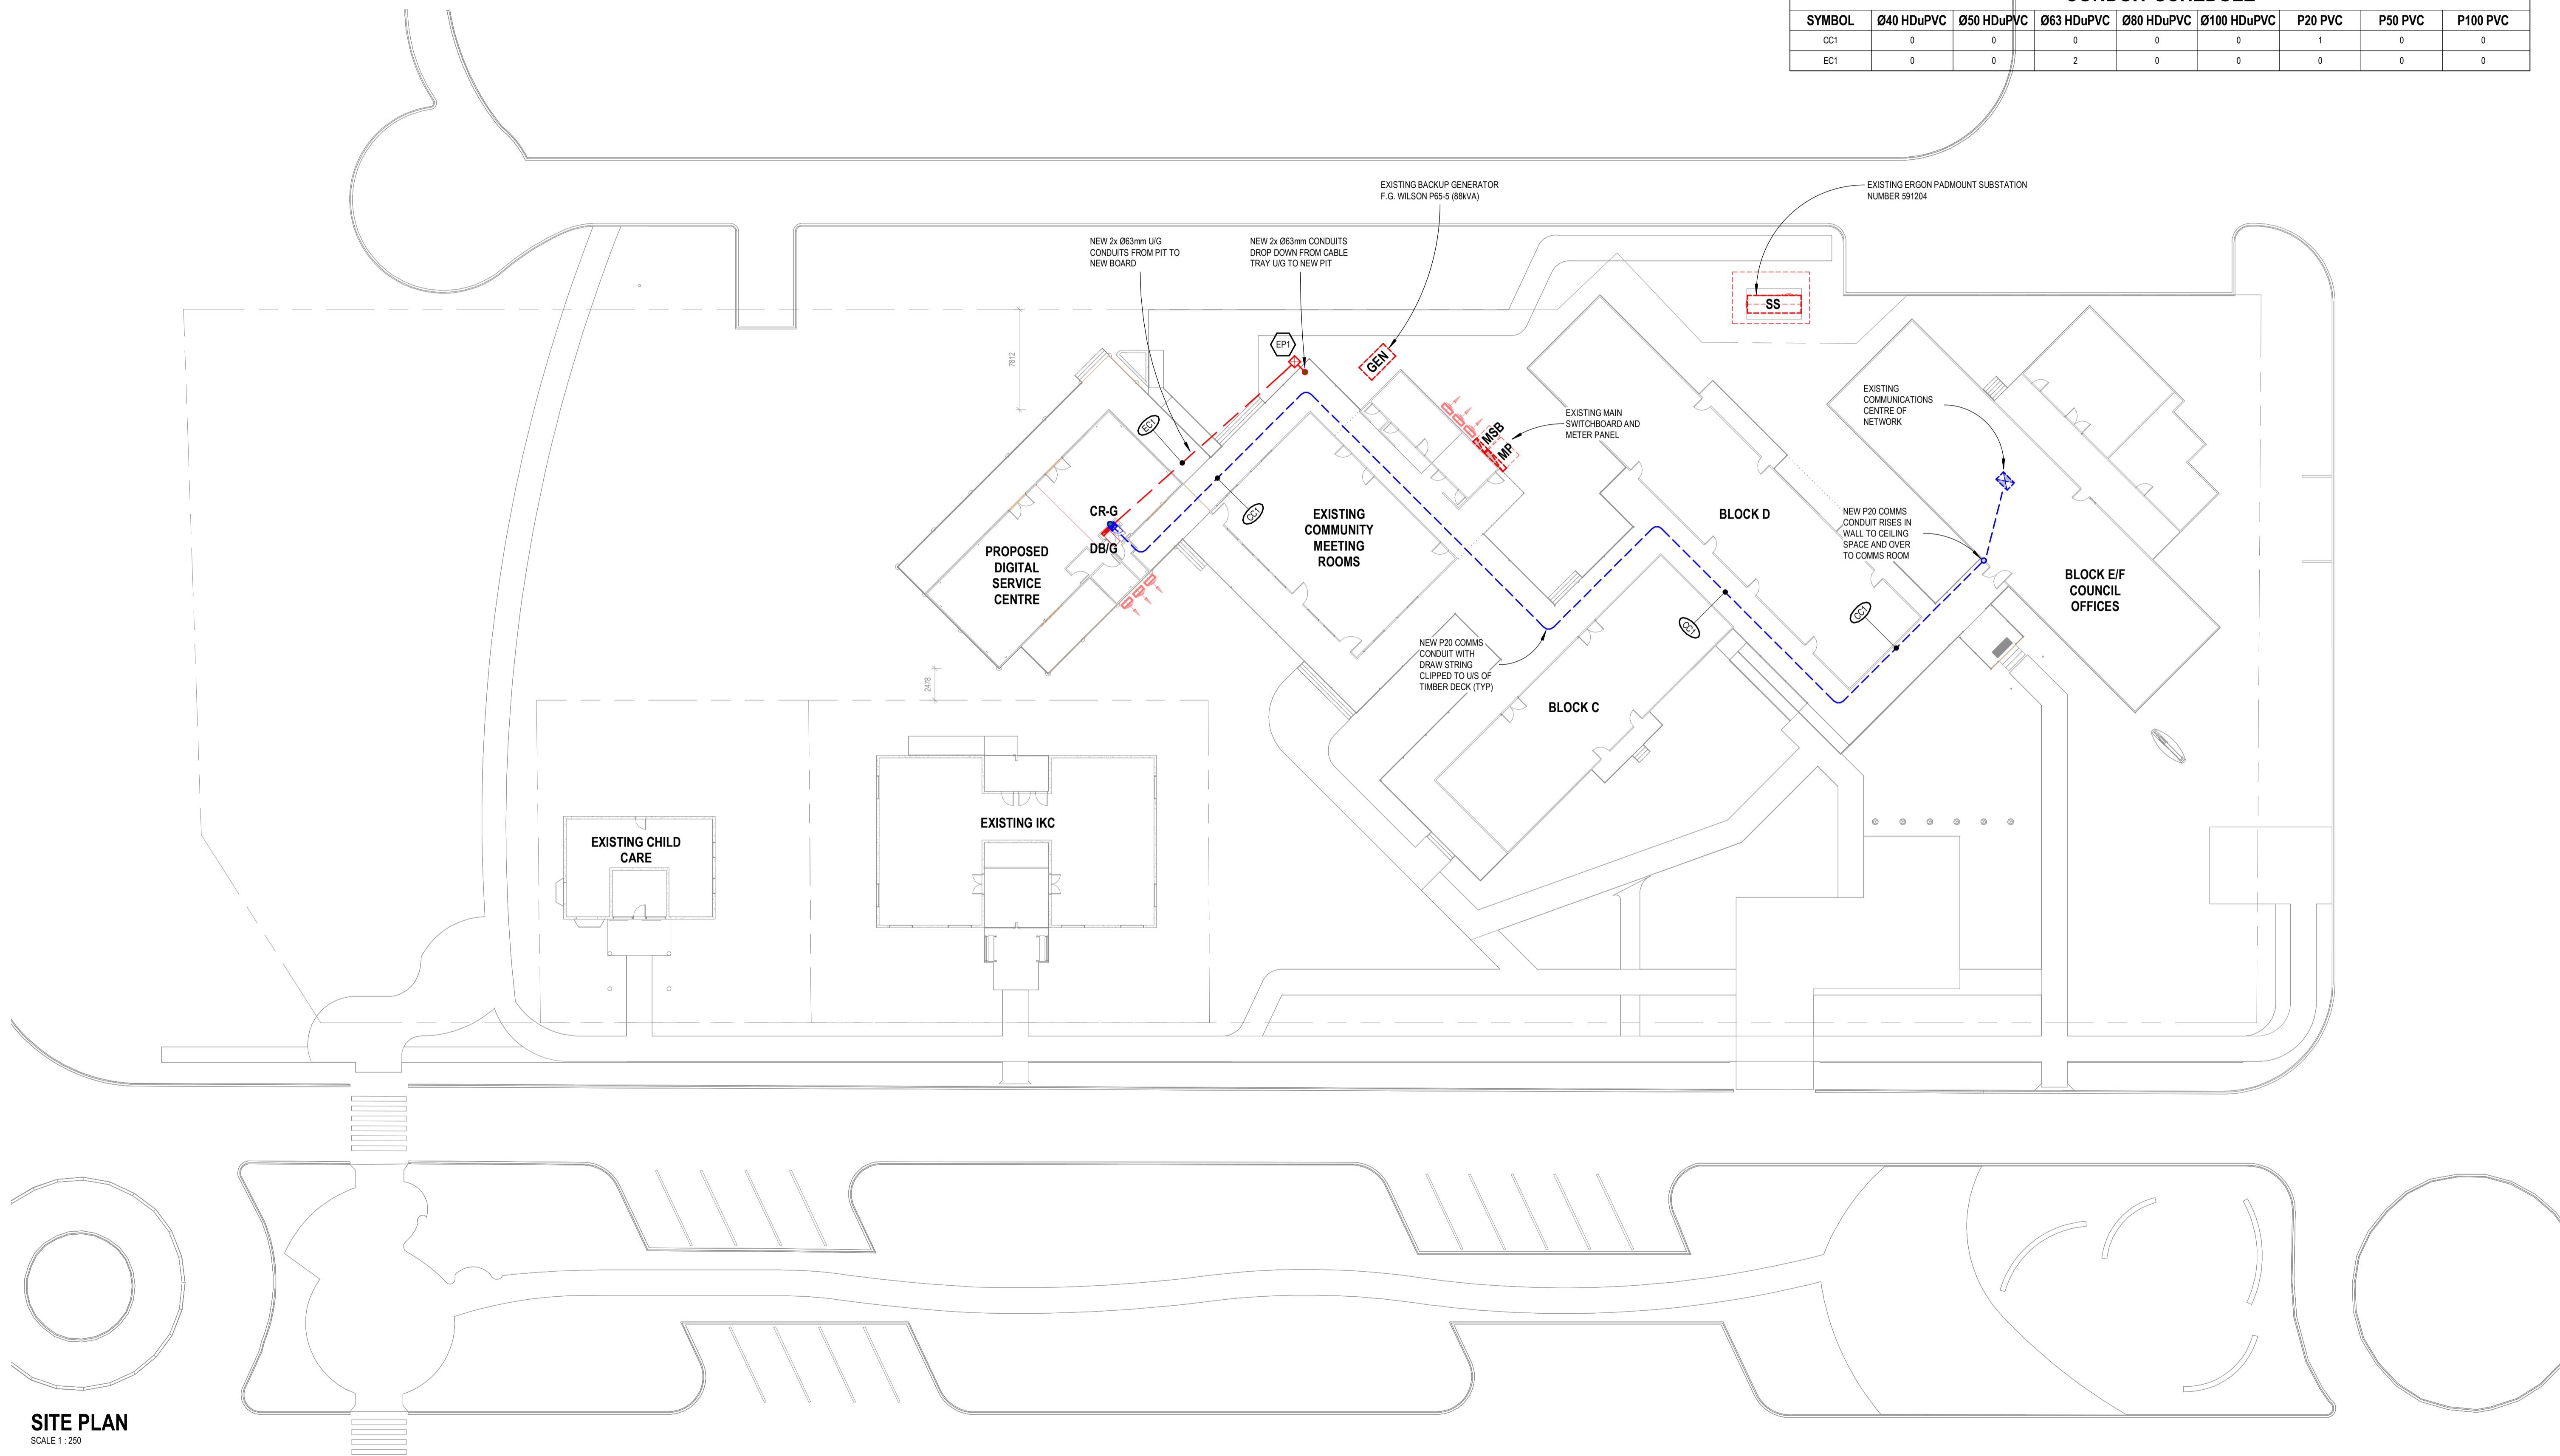 SYMBOL Ø40 HDuPVC Ø50 HDuPVC Ø63 HDuPVC Ø80 HDuPVC Ø100 HDuPVC P20 PVC P50 PVC P100 PVC
CC1 0 0 0 0 0 1 0 0
EC1 0 0 2 0 0 0 0 0
EXISTING BACKUP GENERATOR
F.G. WILSON P65-5 (88kVA)
EXISTING ERGON PADMOUNT SUBSTATION
NUMBER 591204
NEW 2x Ø63mm U/G
CONDUITS FROM PIT TO
NEW BOARD
NEW 2x Ø63mm CONDUITS
DROP DOWN FROM CABLE
TRAY U/G TO NEW PIT
SS
EP1
GEN
7812
EXISTING
COMMUNICATIONS
CENTRE OF
NETWORK
EXISTING MAIN
SWITCHBOARD AND
METER PANEL
MSB
MP
EC1
CC1
CR-G
DB/G
EXISTING
COMMUNITY
MEETING
ROOMS
BLOCK D
NEW P20 COMMS
CONDUIT RISES IN
WALL TO CEILING
SPACE AND OVER
TO COMMS ROOM
PROPOSED
DIGITAL
SERVICE
CENTRE
BLOCK E/F
COUNCIL
OFFICES
CC1
CC1
NEW P20 COMMS
CONDUIT WITH
DRAW STRING
CLIPPED TO U/S OF
TIMBER DECK (TYP)
2478
BLOCK C
EXISTING IKC
EXISTING CHILD
CARE
SITE PLAN
SCALE 1 : 250